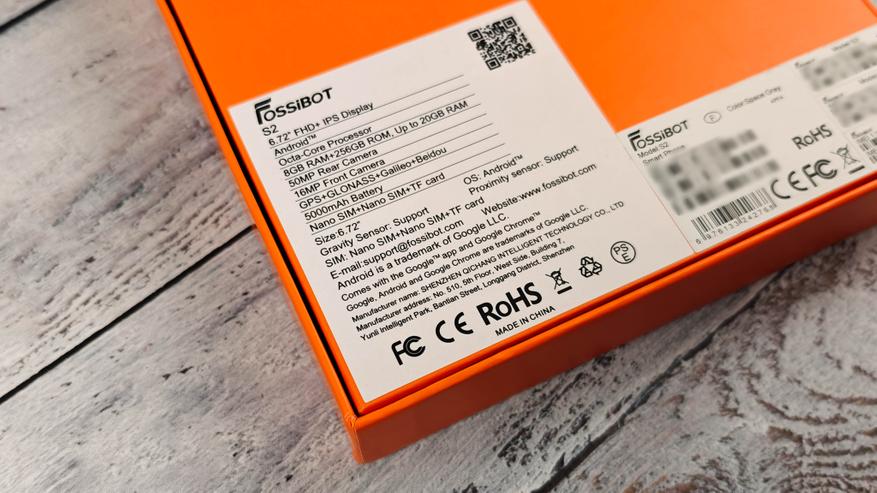 FOSSiBOT
S2
6.72" FHD+ IPS Display
Android™
Octa-Core Processor
8GB RAM+256GB ROM, Up to 20GB RAM
50MP Rear Camera
16MP Front Camera
GPS+GLONASS+Galileo+Beidou
5000mAh Battery
Nano SIM+Nano SIM+TF card
Size:6.72" OS: Android™
Gravity Sensor: Support Proximity sensor: Support
SIM: Nano SIM+Nano SIM+TF card
E-mail:support@fossibot.com Website:www.fossibot.com
Android is a trademark of Google LLC.
Comes with the Google™ app and Google Chrome™
Google, Android and Google Chrome are trademarks of Google LLC.
Manufacturer name: SHENZHEN QICHANG INTELLIGENT TECHNOLOGY CO., LTD
Manufacturer address: No. 510, 5th Floor, West Side, Building 7,
Yunli Intelligent Park, Bantian Street, Longgang District, Shenzhen
FC CE RoHS
PSE
MADE IN CHINA
FOSSiBOT
Model S2
Smart Phone
E
Color:Space Grey
RoHS
CE FC
6976133242755